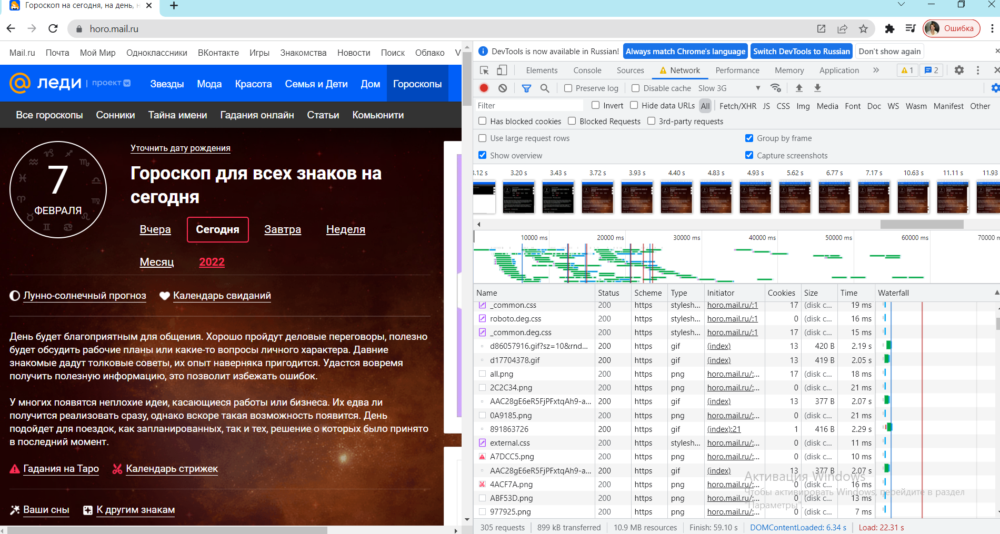 Гороскоп на сегодня, на день, н
horo.mail.ru
Ошибка
Mail.ru Почта Мой Мир Одноклассники ВКонтакте Игры Знакомства Новости Поиск Облако V
леди | проект
Звезды Мода Красота Семья и Дети Дом Гороскопы
Все гороскопы Сонники Тайна имени Гадания онлайн Статьи Комьюнити
7
ФЕВРАЛЯ
Уточнить дату рождения
Гороскоп для всех знаков на
сегодня
Вчера Сегодня Завтра Неделя
Месяц 2022
Лунно-солнечный прогноз Календарь свиданий
День будет благоприятным для общения. Хорошо пройдут деловые переговоры, полезно
будет обсудить рабочие планы или какие-то вопросы личного характера. Давние
знакомые дадут толковые советы, их опыт наверняка пригодится. Удастся вовремя
получить полезную информацию, это позволит избежать ошибок.
У многих появятся неплохие идеи, касающиеся работы или бизнеса. Их едва ли
получится реализовать сразу, однако вскоре такая возможность появится. День
подойдет для поездок, как запланированных, так и тех, решение о которых было принято
в последний момент.
Гадания на Таро Календарь стрижек
Ваши сны К другим знакам
DevTools is now available in Russian! Always match Chrome's language Switch DevTools to Russian Don't show again
Elements Console Sources Network Performance Memory Application 1 2
Preserve log Disable cache Slow 3G
Filter Invert Hide data URLs All Fetch/XHR JS CSS Img Media Font Doc WS Wasm Manifest Other
Has blocked cookies Blocked Requests 3rd-party requests
Use large request rows Group by frame
Show overview Capture screenshots
3.12 s 3.20 s 3.43 s 3.72 s 3.93 s 4.40 s 4.83 s 4.93 s 5.62 s 6.77 s 7.17 s 10.63 s 11.11 s 11.93
10000 ms 20000 ms 30000 ms 40000 ms 50000 ms 60000 ms 70000 m
Name Status Scheme Type Initiator Cookies Size Time Waterfall
_common.css 200 https stylesh... horo.mail.ru/:1 17 (disk c... 19 ms
roboto.deg.css 200 https stylesh... horo.mail.ru/:1 0 (disk c... 16 ms
_common.deg.css 200 https stylesh... horo.mail.ru/:1 17 (disk c... 15 ms
d86057916.gif?sz=10&rnd... 200 https gif (index) 13 420 B 2.19 s
d17704378.gif 200 https gif (index) 13 419 B 2.05 s
all.png 200 https png horo.mail.ru/:... 17 (disk c... 18 ms
2C2C34.png 200 https png horo.mail.ru/:... 0 (disk c... 21 ms
AAC28gE6eR5FjPFxtqAh9-a... 200 https gif (index) 13 377 B 2.07 s
0A9185.png 200 https png horo.mail.ru/:... 0 (disk c... 21 ms
891863726 200 https gif (index):21 1 416 B 2.29 s
external.css 200 https stylesh... horo.mail.ru/:... 0 (disk c... 11 ms
A7DCC5.png 200 https png horo.mail.ru/:... 0 (disk c... 10 ms
AAC28gE6eR5FjPFxtqAh9-a... 200 https gif (index) 13 377 B 2.07 s
4ACF7A.png 200 https png horo.mail.ru/:... 0 (disk c... 16 ms
ABF53D.png 200 https png horo.mail.ru/:... 0 (disk c... 13 ms
977925.png 200 https png horo.mail.ru/:... 0 (disk c... 7 ms
Активация Windows
Чтобы активировать Windows, перейдите в раздел
"Параметры".
305 requests 899 kB transferred 10.9 MB resources Finish: 59.10 s DOMContentLoaded: 6.34 s Load: 22.31 s